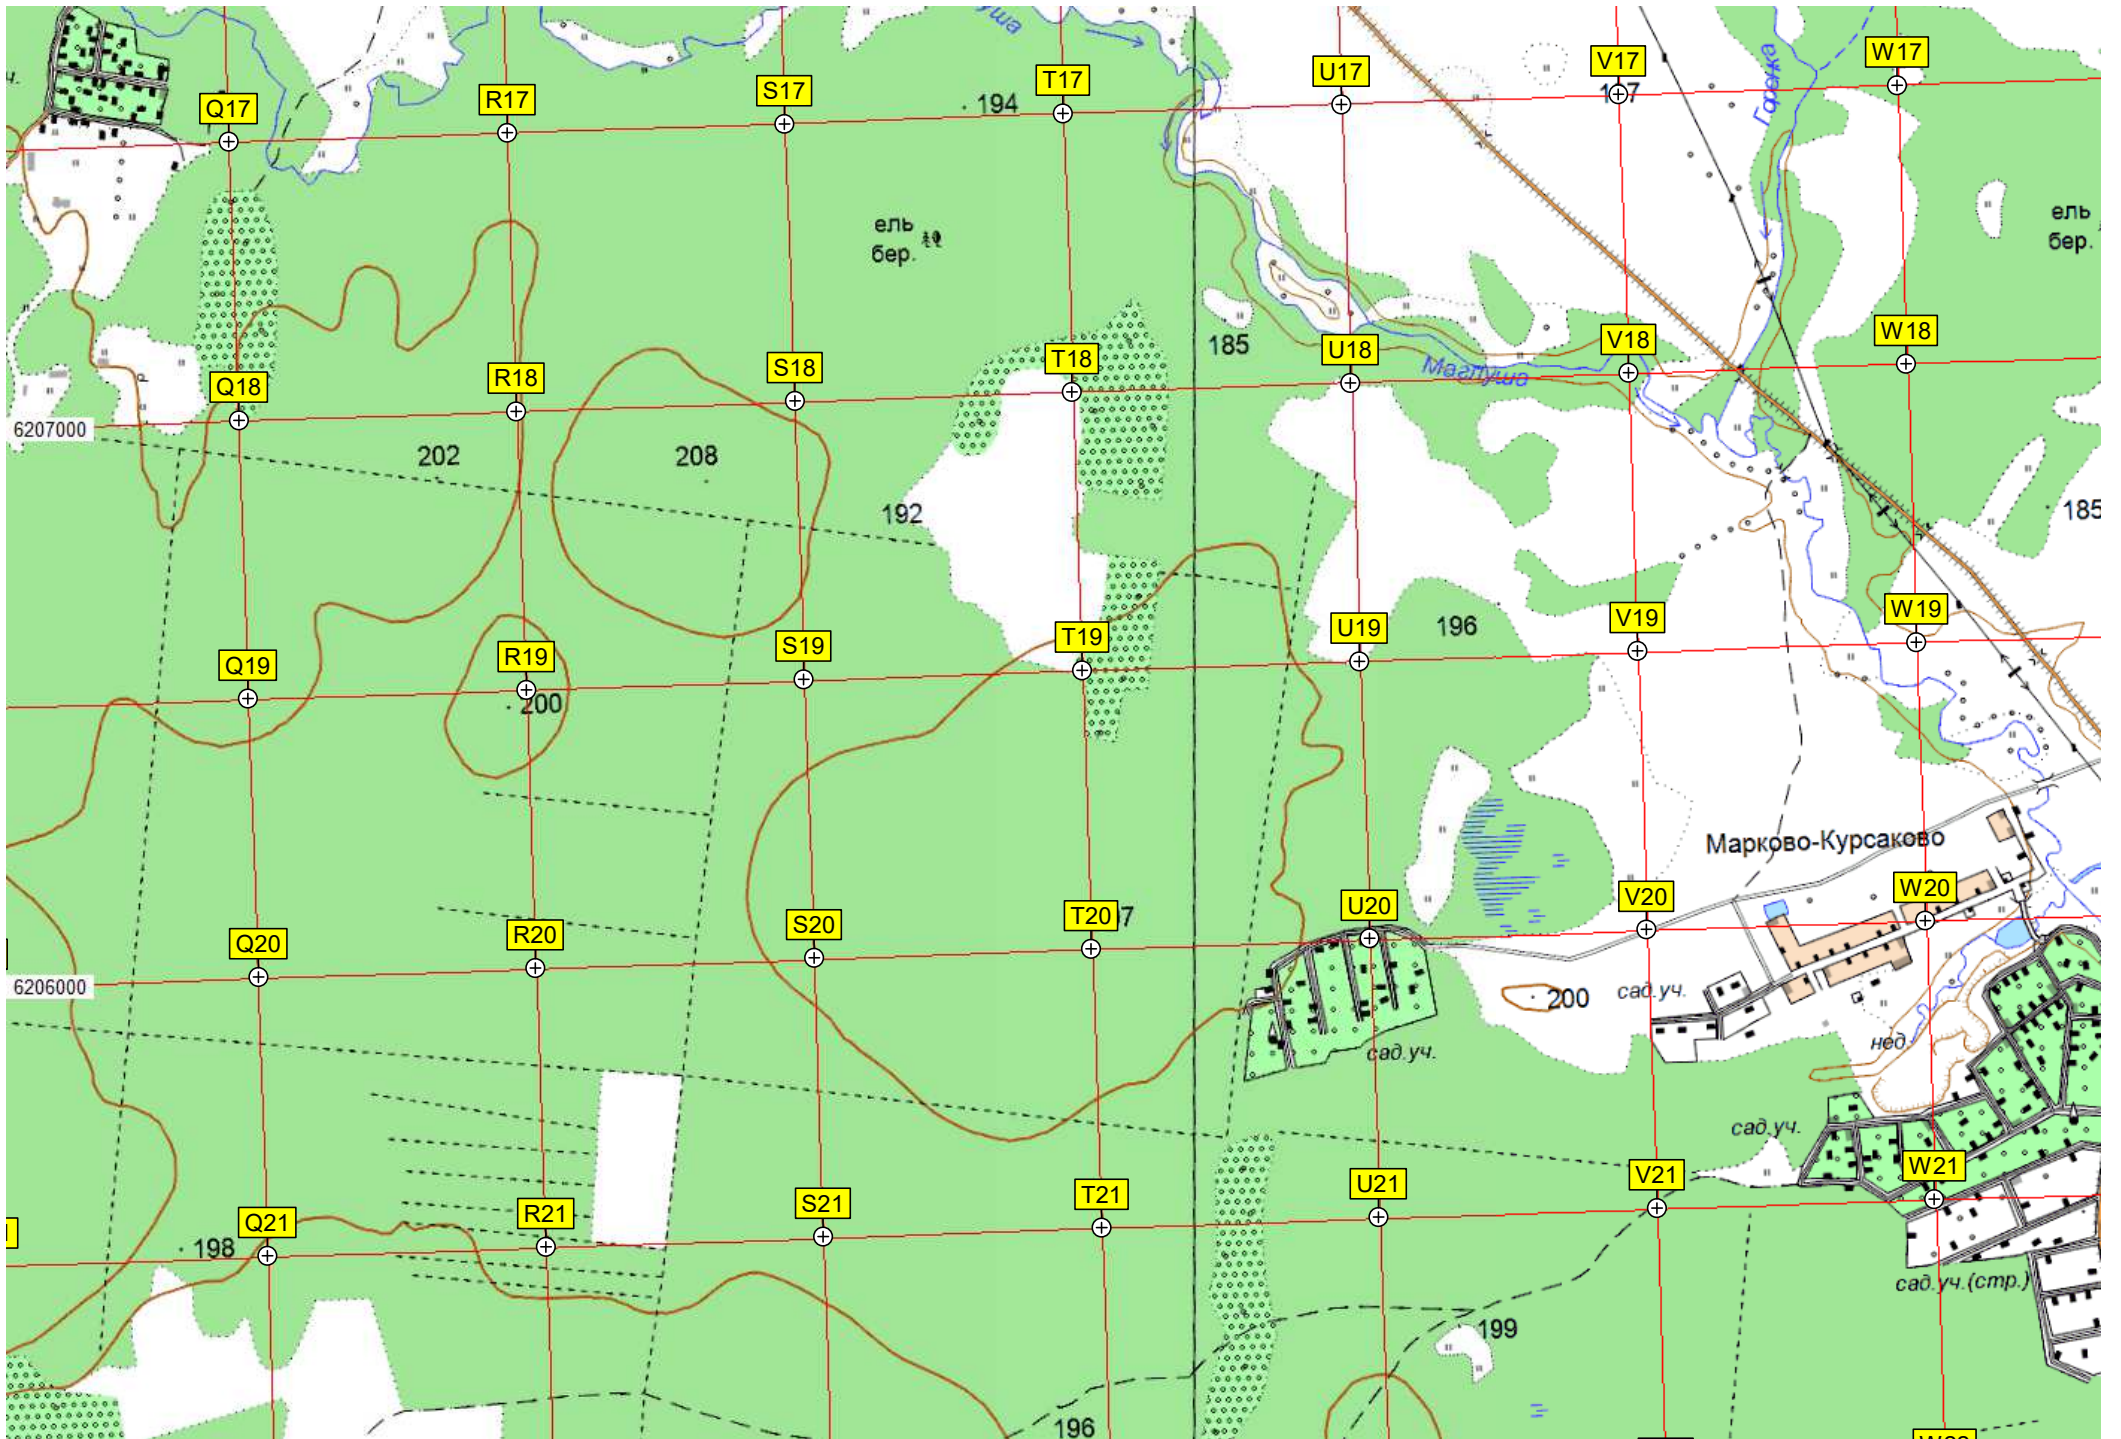 уша
Гряжа
ч.
Q17
R17
S17
194
T17
U17
V17
W17
ель
бер.
ель
бер.
185
Q18
R18
S18
T18
U18
Маглуша
V18
W18
6207000
202
208
192
185
Q19
R19
200
S19
T19
U19
196
V19
W19
Марково-Курсаково
Q20
R20
S20
T20
U20
V20
W20
6206000
200
сад.уч.
нед.
сад.уч.
сад.уч.
Q21
198
R21
S21
T21
U21
V21
W21
сад.уч.(стр.)
199
196